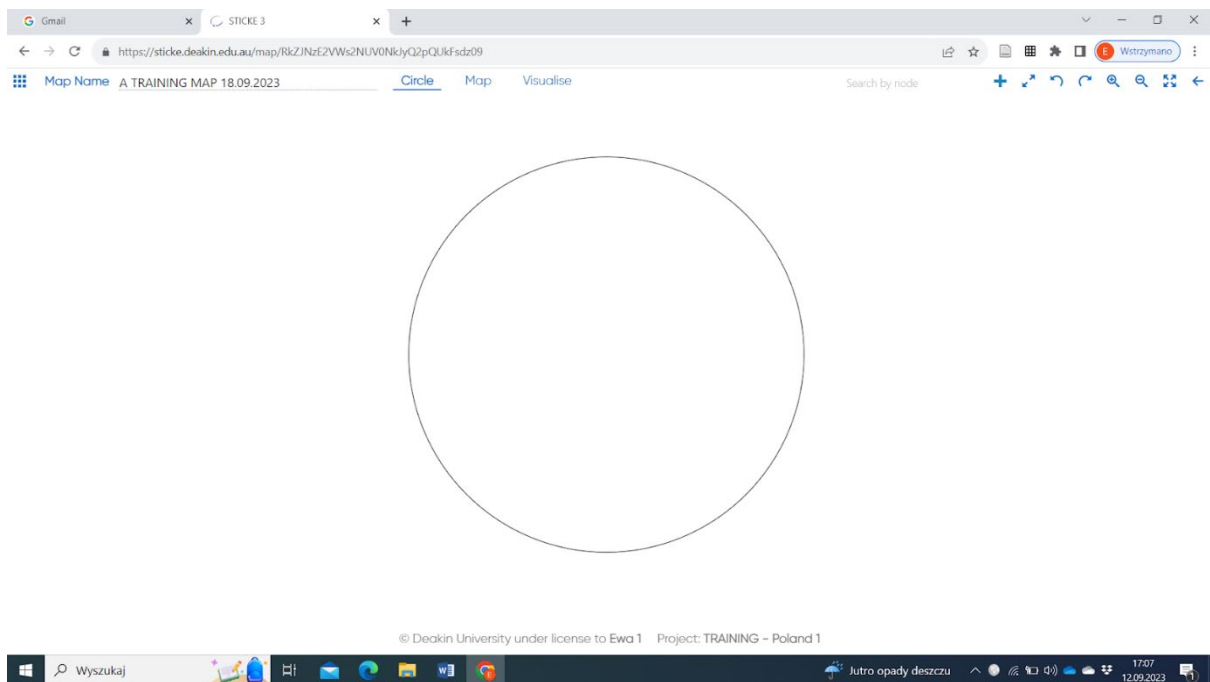 Gmail STICKE 3
https://sticke.deakin.edu.au/map/RkZJNzE2VWs2NUV0NkJyQ2pQUkFsdz09 E Wstrzymano
Map Name A TRAINING MAP 18.09.2023 Circle Map Visualise Search by node
© Deakin University under license to Ewa 1 Project: TRAINING - Poland 1
Wyszukaj Jutro opady deszczu 17:07
12.09.2023